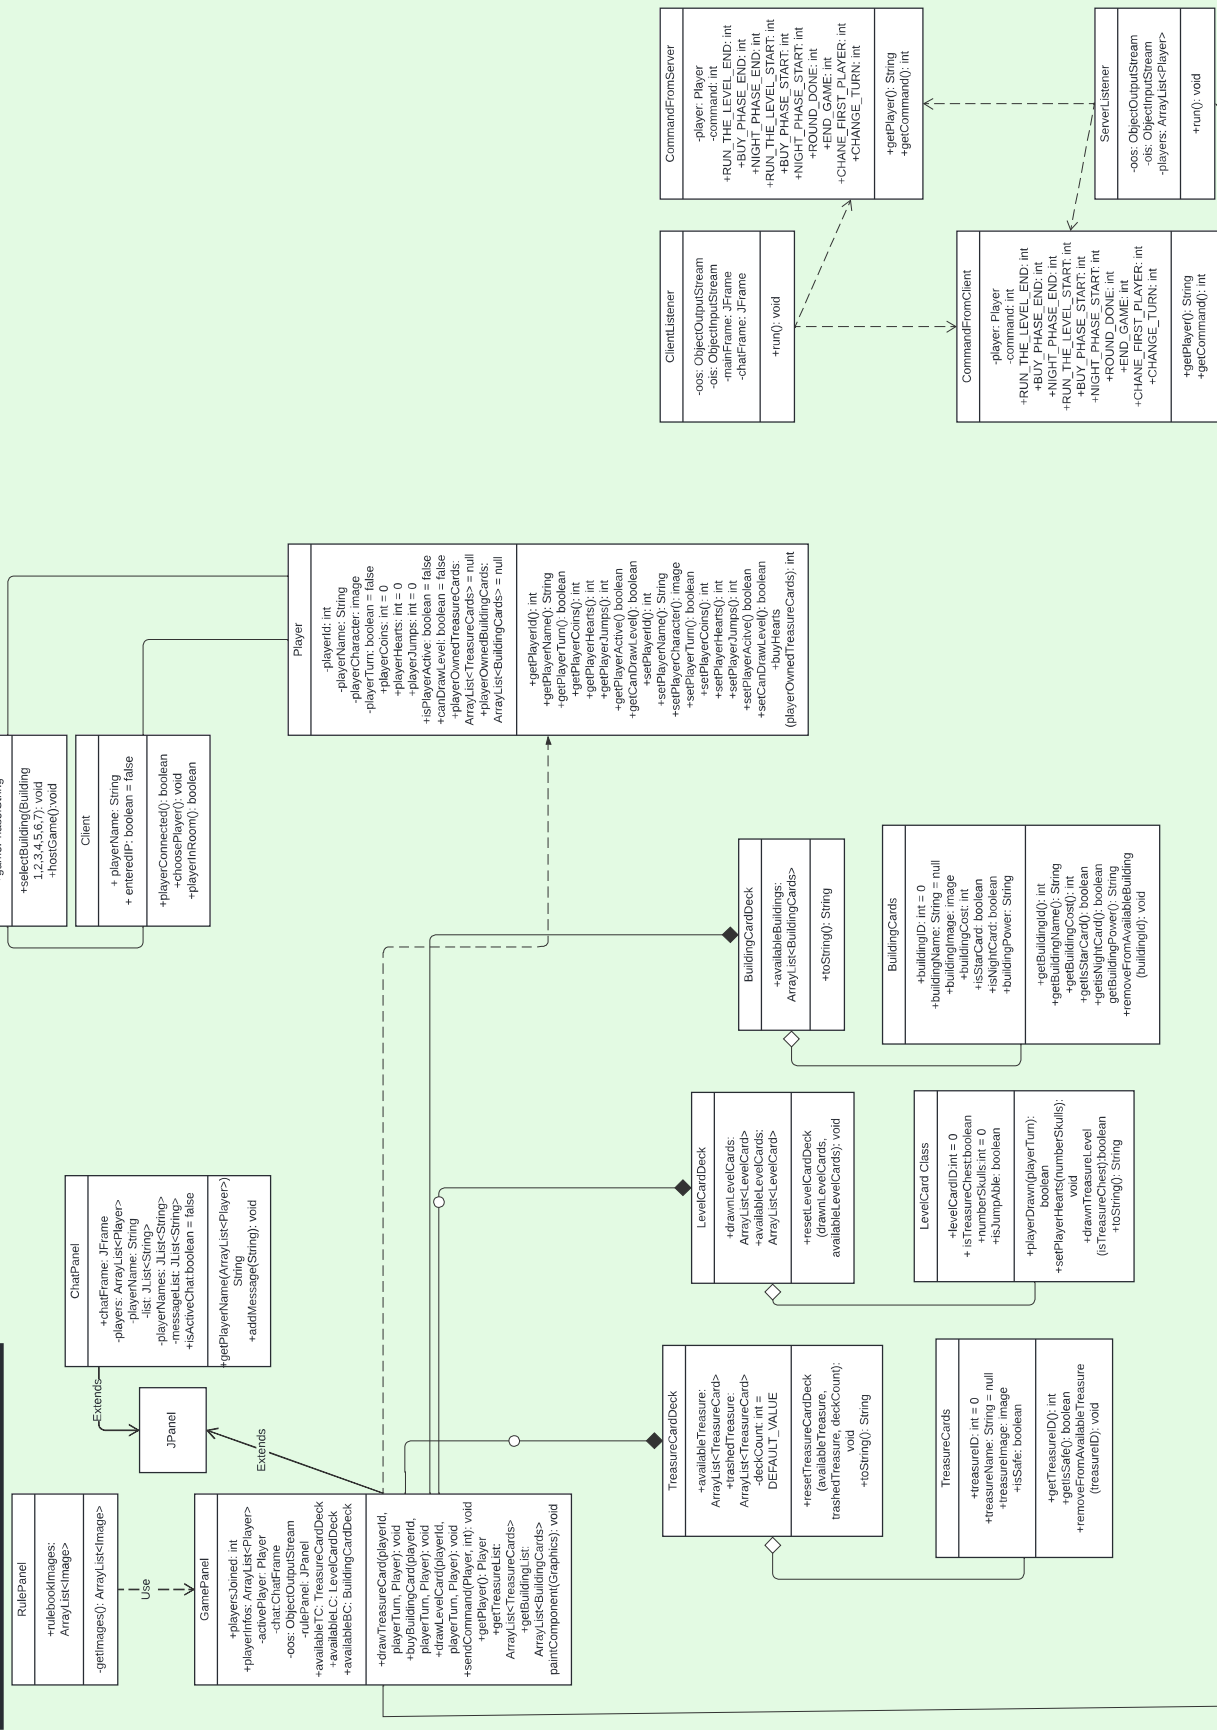 RulePanel
+rulebookImages:
ArrayList<Image>
-getImages(): ArrayList<Image>
Use
GamePanel
+playersJoined: int
+playerInfos: ArrayList<Player>
-activePlayer: Player
-chat:ChatFrame
-oos: ObjectOutputStream
-rulePanel: JPanel
+availableTC: TreasureCardDeck
+availableLC: LevelCardDeck
+availableBC: BuildingCardDeck
+drawTreasureCard(playerId,
playerTurn, Player): void
+buyBuildingCard(playerId,
playerTurn, Player): void
+drawLevelCard(playerId,
playerTurn, Player): void
+sendCommand(Player, int): void
+getPlayer(): Player
+getTreasureList:
ArrayList<TreasureCards>
+getBuildingList:
ArrayList<BuildingCards>
paintComponent(Graphics): void
JPanel
Extends
Extends
ChatPanel
+chatFrame: JFrame
-players: ArrayList<Player>
-playerName: String
-list: JList<String>
-playerNames: JList<String>
-messageList: JList<String>
+isActiveChat:boolean = false
+getPlayerName(ArrayList<Player>)
String
+addMessage(String): void
TreasureCardDeck
+availableTreasure:
ArrayList<TreasureCard>
+trashedTreasure:
ArrayList<TreasureCard>
-deckCount: int =
DEFAULT_VALUE
+resetTreasureCardDeck
(availableTreasure,
trashedTreasure, deckCount):
void
+toString(): String
TreasureCards
+treasureID: int = 0
+treasureName: String = null
+treasureImage: image
+isSafe: boolean
+getTreasureID(): int
+getIsSafe(): boolean
+removeFromAvailableTreasure
(treasureID): void
LevelCardDeck
+drawnLevelCards:
ArrayList<LevelCard>
+availableLevelCards:
ArrayList<LevelCard>
+resetLevelCardDeck
(drawnLevelCards,
availableLevelCards): void
LevelCard Class
+levelCardID:int = 0
+ isTreasureChest:boolean
+numberSkulls:int = 0
+isJumpAble: boolean
+playerDrawn(playerTurn):
boolean
+setPlayerHearts(numberSkulls):
void
+drawnTreasureLevel
(isTreasureChest):boolean
+toString(): String
BuildingCardDeck
+availableBuildings:
ArrayList<BuildingCards>
+toString(): String
BuildingCards
+buildingID: int = 0
+buildingName: String = null
+buildingImage: image
+buildingCost: int
+isStarCard: boolean
+isNightCard: boolean
+buildingPower: String
+getBuildingId(): int
+getBuildingName(): String
+getBuildingCost(): int
+getIsStarCard(): boolean
+getisNightCard(): boolean
getBuildingPower(): String
+removeFromAvailableBuilding
(buildingId): void
+selectBuilding(Building
1,2,3,4,5,6,7): void
+hostGame():void
Client
+ playerName: String
+ enteredIP: boolean = false
+playerConnected(): boolean
+choosePlayer(): void
+playerInRoom(): boolean
Player
-playerId: int
-playerName: String
-playerCharacter: image
-playerTurn: boolean = false
+playerCoins: int = 0
+playerHearts: int = 0
+playerJumps: int = 0
+isPlayerActive: boolean = false
+canDrawLevel: boolean = false
+playerOwnedTreasureCards:
ArrayList<TreasureCards> = null
+playerOwnedBuildingCards:
ArrayList<BuildingCards> = null
+getPlayerId(): int
+getPlayerName(): String
+getPlayerTurn(): boolean
+getPlayerCoins(): int
+getPlayerHearts(): int
+getPlayerJumps(): int
+getPlayerActive() boolean
+getCanDrawLevel(): boolean
+setPlayerId(): int
+setPlayerName(): String
+setPlayerCharacter(): image
+setPlayerTurn(): boolean
+setPlayerCoins(): int
+setPlayerHearts(): int
+setPlayerJumps(): int
+setPlayerAcitve() boolean
+setCanDrawLevel(): boolean
+buyHearts
(playerOwnedTreasureCards): int
ClientListener
-oos: ObjectOutputStream
-ois: ObjectInputStream
-mainFrame: JFrame
-chatFrame: JFrame
+run(): void
CommandFromServer
-player: Player
-command: int
+RUN_THE_LEVEL_END: int
+BUY_PHASE_END: int
+NIGHT_PHASE_END: int
+RUN_THE_LEVEL_START: int
+BUY_PHASE_START: int
+NIGHT_PHASE_START: int
+ROUND_DONE: int
+END_GAME: int
+CHANE_FIRST_PLAYER: int
+CHANGE_TURN: int
+getPlayer(): String
+getCommand(): int
CommandFromClient
-player: Player
-command: int
+RUN_THE_LEVEL_END: int
+BUY_PHASE_END: int
+NIGHT_PHASE_END: int
+RUN_THE_LEVEL_START: int
+BUY_PHASE_START: int
+NIGHT_PHASE_START: int
+ROUND_DONE: int
+END_GAME: int
+CHANE_FIRST_PLAYER: int
+CHANGE_TURN: int
+getPlayer(): String
+getCommand(): int
ServerListener
-oos: ObjectOutputStream
-ois: ObjectInputStream
-players: ArrayList<Player>
+run(): void